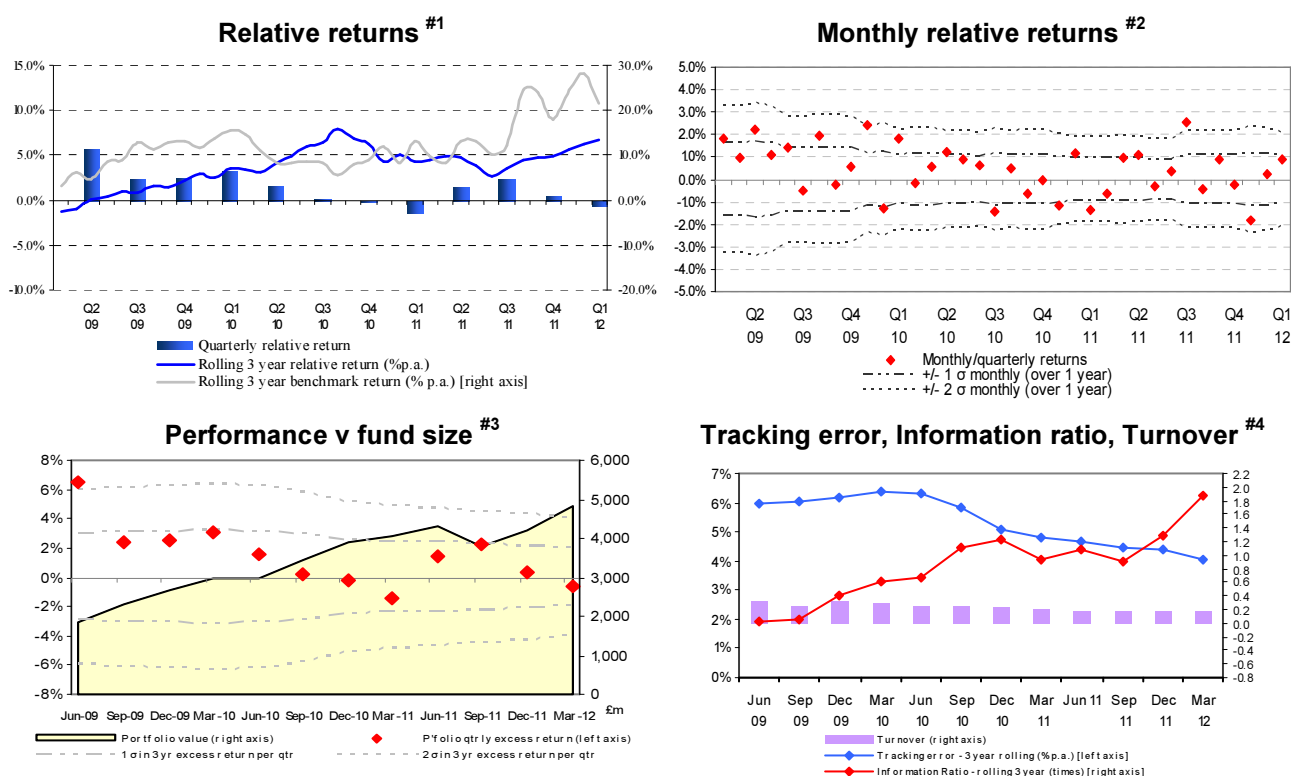 Relative returns #1
15.0%
10.0%
5.0%
0.0%
-5.0%
-10.0%
30.0%
20.0%
10.0%
0.0%
-10.0%
-20.0%
Q2 Q3 Q4 Q1 Q2 Q3 Q4 Q1 Q2 Q3 Q4 Q1
09 09 09 10 10 10 10 11 11 11 11 12
Quarterly relative return
Rolling 3 year relative return (%p.a.)
Rolling 3 year benchmark return (% p.a.) [right axis]
Monthly relative returns #2
5.0%
4.0%
3.0%
2.0%
1.0%
0.0%
-1.0%
-2.0%
-3.0%
-4.0%
-5.0%
Q2 Q3 Q4 Q1 Q2 Q3 Q4 Q1 Q2 Q3 Q4 Q1
09 09 09 10 10 10 10 11 11 11 11 12
Monthly/quarterly returns
+/- 1 σ monthly (over 1 year)
+/- 2 σ monthly (over 1 year)
Performance v fund size #3
8%
6%
4%
2%
0%
-2%
-4%
-6%
-8%
6,000
5,000
4,000
3,000
2,000
1,000
0
£m
Jun-09 Sep-09 Dec-09 Mar-10 Jun-10 Sep-10 Dec-10 Mar-11 Jun-11 Sep-11 Dec-11 Mar-12
Portfolio value (right axis)
P'folio qtrly excess return (left axis)
1 σ in 3 yr excess return per qtr
2 σ in 3 yr excess return per qtr
Tracking error, Information ratio, Turnover #4
7%
6%
5%
4%
3%
2%
1%
0%
2.2
2.0
1.8
1.6
1.4
1.2
1.0
0.8
0.6
0.4
0.2
0.0
-0.2
-0.4
-0.6
-0.8
Jun Sep Dec Mar Jun Sep Dec Mar Jun 11 Sep Dec Mar
09 09 09 10 10 10 10 11 11 11 12
Turnover (right axis)
Tracking error - 3 year rolling (%p.a.) [left axis]
Information Ratio - rolling 3 year (times) [right axis]